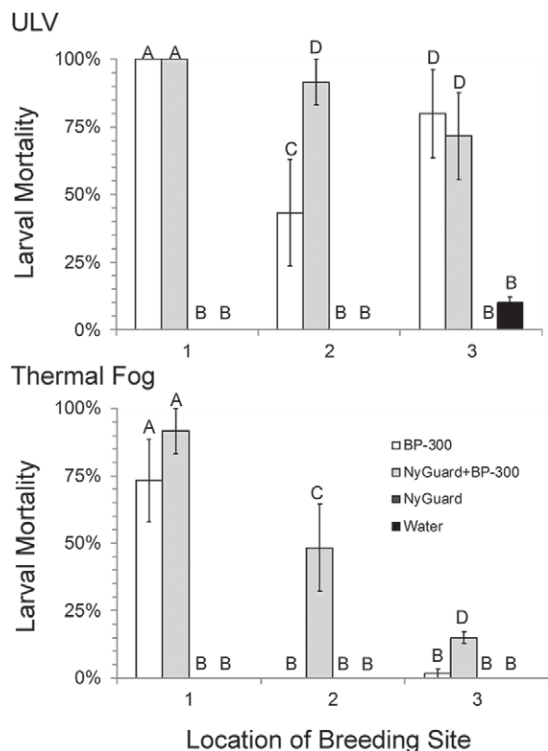 ULV
A A D D D
100%
C
75%
50%
25%
B B B B B B
0%
1 2 3
Larval Mortality
Thermal Fog
100%
A A
75%
50%
25%
0%
C
B B B B B B D B B
1 2 3
Larval Mortality
BP-300
NyGuard+BP-300
NyGuard
Water
Location of Breeding Site